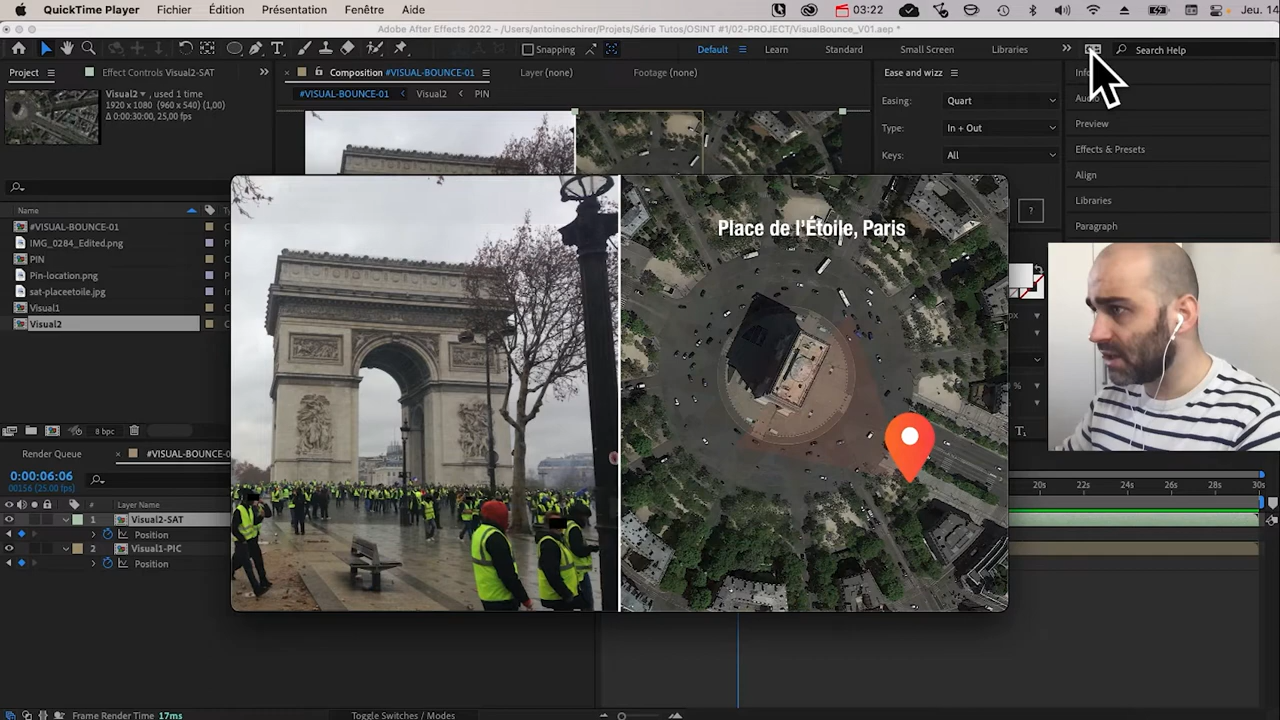 QuickTime Player Fichier Édition Présentation Fenêtre Aide 03:22 Jeu. 14
Adobe After Effects 2022 - /Users/antoineschirer/Projets/Série Tutos/OSINT #1/02-PROJECT/VisualBounce_V01.aep *
Snapping Default Learn Standard Small Screen Libraries Search Help
Project Effect Controls Visual2-SAT Composition #VISUAL-BOUNCE-01 Layer (none) Footage (none) Ease and wizz
Visual2 , used 1 time
1920 x 1080 (960 x 540) (1,00)
Δ 0:00:30:00, 25,00 fps
#VISUAL-BOUNCE-01 Visual2 PIN
Easing: Quart
Type: In + Out
Keys: All
?
Audio
Preview
Effects & Presets
Align
Libraries
Paragraph
Name
#VISUAL-BOUNCE-01
IMG_0284_Edited.png
PIN
Pin-location.png
sat-placeetoile.jpg
Visual1
Visual2
Place de l'Étoile, Paris
8 bpc
Render Queue #VISUAL-BOUNCE-0
0:00:06:06
00156 (25.00 fps)
# Layer Name
1 Visual2-SAT
Position
2 Visual1-PIC
Position
20s 22s 24s 26s 28s 30s
Frame Render Time 17ms Toggle Switches / Modes